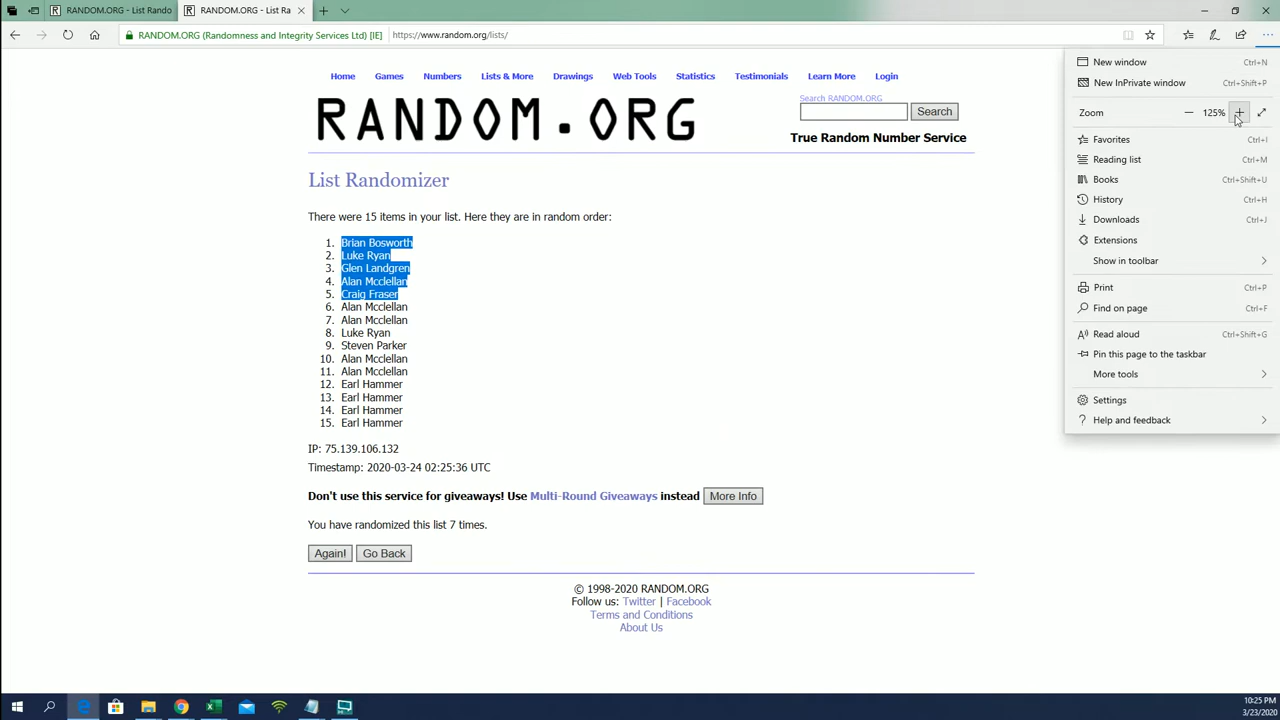 RANDOM.ORG - List Rando
RANDOM.ORG - List Ra
RANDOM.ORG (Randomness and Integrity Services Ltd) [IE]
https://www.random.org/lists/
Home Games Numbers Lists & More Drawings Web Tools Statistics Testimonials Learn More Login
RANDOM.ORG
Search RANDOM.ORG
Search
True Random Number Service
List Randomizer
There were 15 items in your list. Here they are in random order:
1. Brian Bosworth
2. Luke Ryan
3. Glen Landgren
4. Alan Mcclellan
5. Craig Fraser
6. Alan Mcclellan
7. Alan Mcclellan
8. Luke Ryan
9. Steven Parker
10. Alan Mcclellan
11. Alan Mcclellan
12. Earl Hammer
13. Earl Hammer
14. Earl Hammer
15. Earl Hammer
IP: 75.139.106.132
Timestamp: 2020-03-24 02:25:36 UTC
Don't use this service for giveaways! Use Multi-Round Giveaways instead More Info
You have randomized this list 7 times.
Again! Go Back
© 1998-2020 RANDOM.ORG
Follow us: Twitter | Facebook
Terms and Conditions
About Us
New window Ctrl+N
New InPrivate window Ctrl+Shift+P
Zoom 125%
Favorites Ctrl+I
Reading list Ctrl+M
Books Ctrl+Shift+U
History Ctrl+H
Downloads Ctrl+J
Extensions
Show in toolbar
Print Ctrl+P
Find on page Ctrl+F
Read aloud Ctrl+Shift+G
Pin this page to the taskbar
More tools
Settings
Help and feedback
10:25 PM
3/23/2020